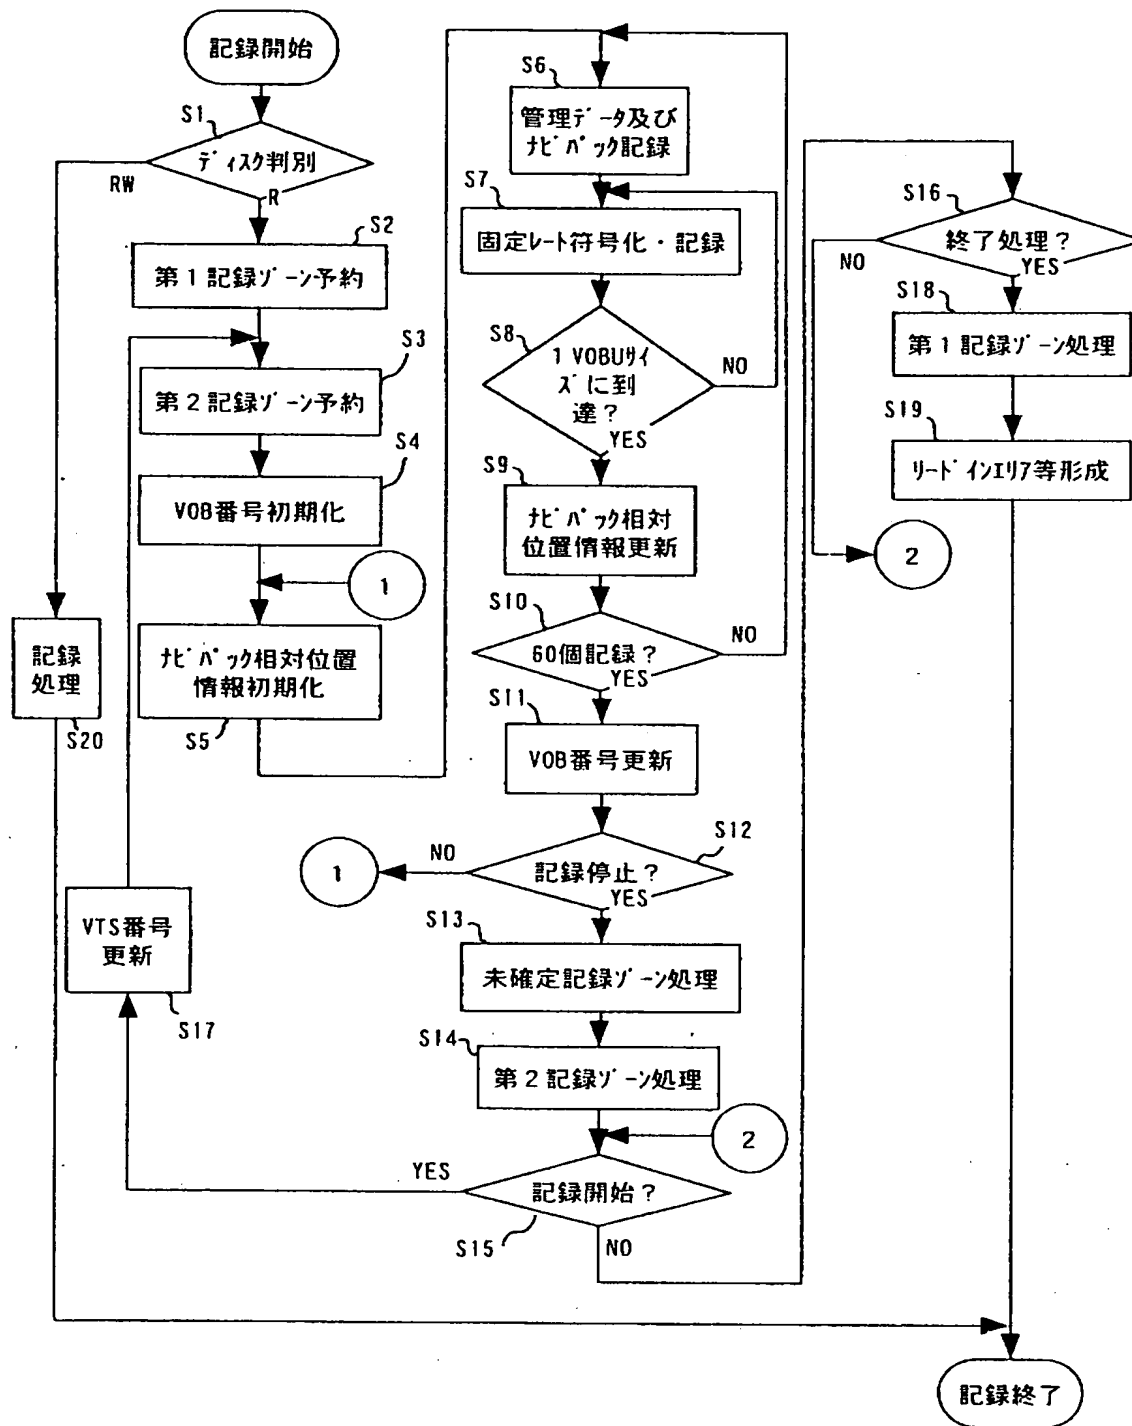 記録開始
S1
ディスク判別
RW
R
S2
第1記録ゾーン予約
S3
第2記録ゾーン予約
S4
VOB番号初期化
1
ナビパック相対位置
情報初期化
S5
記録
処理
S20
VTS番号
更新
S17
S6
管理データ及び
ナビパック記録
S7
固定レート符号化・記録
S8
1 VOBUサイ
ズに到
達?
NO
YES
S9
ナビパック相対
位置情報更新
S10
60個記録?
NO
YES
S11
VOB番号更新
S12
記録停止?
NO
YES
1
S13
未確定記録ゾーン処理
S14
第2記録ゾーン処理
2
記録開始?
YES
S15
NO
S16
終了処理?
NO
YES
S18
第1記録ゾーン処理
S19
リードインエリア等形成
2
記録終了